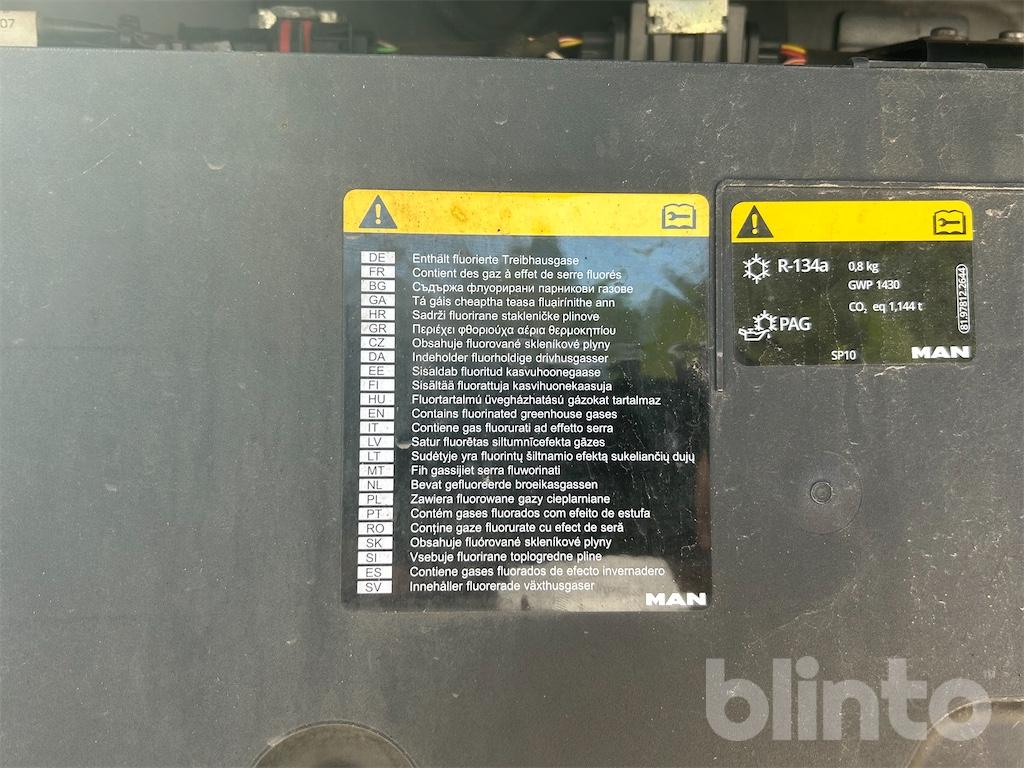 07
DE Enthält fluorierte Treibhausgase
FR Contient des gaz à effet de serre fluorés
BG Съдържа флуорирани парникови газове
GA Tá gáis cheaptha teasa fluairínithe ann
HR Sadrži fluorirane stakleničke plinove
GR Περιέχει φθοριούχα αέρια θερμοκηπίου
CZ Obsahuje fluorované skleníkové plyny
DA Indeholder fluorholdige drivhusgasser
EE Sisaldab fluoritud kasvuhoonegaase
FI Sisältää fluorattuja kasvihuonekaasuja
HU Fluortartalmú üvegházhatású gázokat tartalmaz
EN Contains fluorinated greenhouse gases
IT Contiene gas fluorurati ad effetto serra
LV Satur fluorētas siltumnīcefekta gāzes
LT Sudėtyje yra fluorintų šiltnamio efektą sukeliančių dujų
MT Fih gassijiet serra fluworinati
NL Bevat gefluoreerde broeikasgassen
PL Zawiera fluorowane gazy cieplarniane
PT Contém gases fluorados com efeito de estufa
RO Conține gaze fluorurate cu efect de seră
SK Obsahuje fluórované skleníkové plyny
SI Vsebuje fluorirane toplogredne pline
ES Contiene gases fluorados de efecto invernadero
SV Innehåller fluorerade växthusgaser
MAN
R-134a 0,8 kg
GWP 1430
CO₂ eq 1,144 t
PAG
SP10
MAN
81.97812.2644
blinto